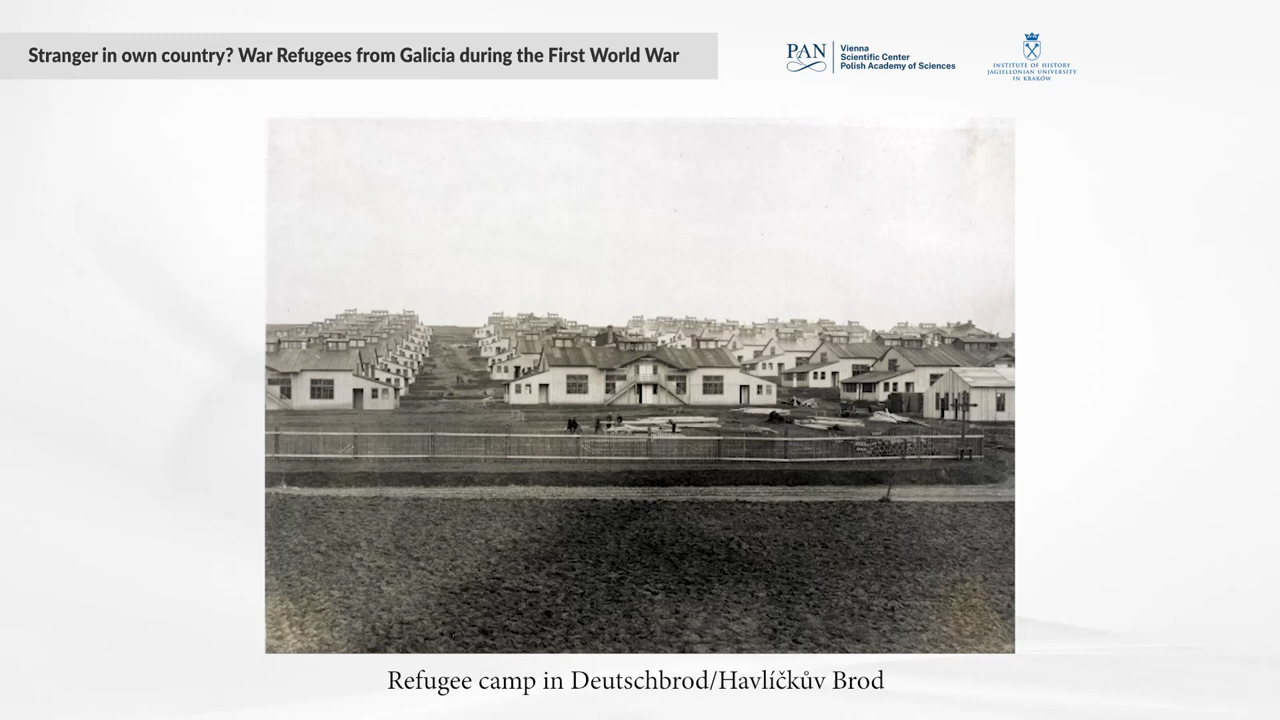 Stranger in own country? War Refugees from Galicia during the First World War
PAN
Vienna
Scientific Center
Polish Academy of Sciences
INSTITUTE OF HISTORY
JAGIELLONIAN UNIVERSITY
IN KRAKÓW
Refugee camp in Deutschbrod/Havlíčkův Brod